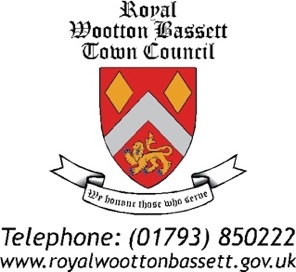 Royal
Wootton Bassett
Town Council
We honour those who serve
Telephone: (01793) 850222
www.royalwoottonbassett.gov.uk